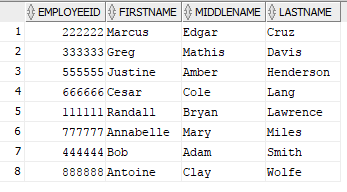 EMPLOYEEID FIRSTNAME MIDDLENAME LASTNAME
1 222222 Marcus Edgar Cruz
2 333333 Greg Mathis Davis
3 555555 Justine Amber Henderson
4 666666 Cesar Cole Lang
5 111111 Randall Bryan Lawrence
6 777777 Annabelle Mary Miles
7 444444 Bob Adam Smith
8 888888 Antoine Clay Wolfe